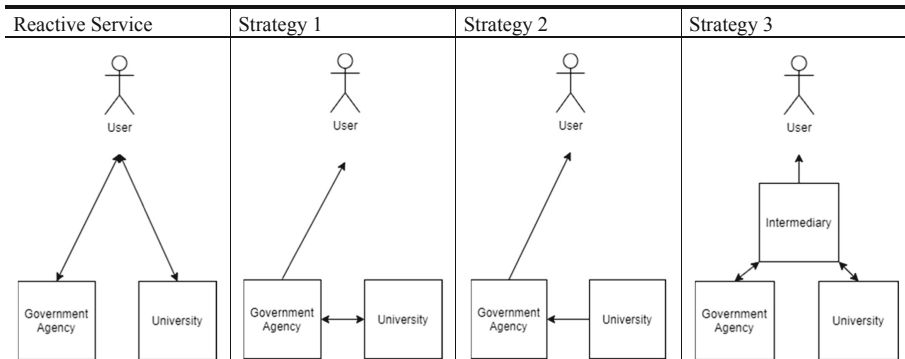 Reactive Service
Strategy 1
Strategy 2
Strategy 3
User
User
User
User
Intermediary
Government
Agency
University
Government
Agency
University
Government
Agency
University
Government
Agency
University